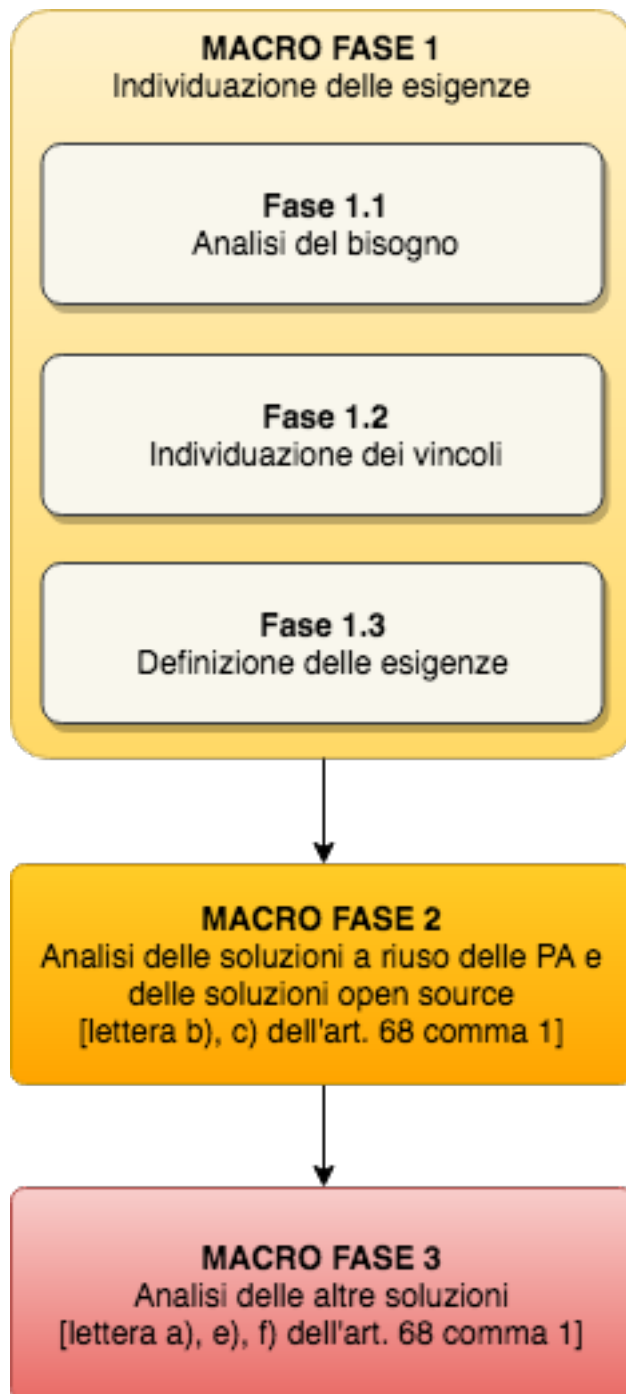 MACRO FASE 1
Individuazione delle esigenze
Fase 1.1
Analisi del bisogno
Fase 1.2
Individuazione dei vincoli
Fase 1.3
Definizione delle esigenze
MACRO FASE 2
Analisi delle soluzioni a riuso delle PA e
delle soluzioni open source
[lettera b), c) dell'art. 68 comma 1]
MACRO FASE 3
Analisi delle altre soluzioni
[lettera a), e), f) dell'art. 68 comma 1]